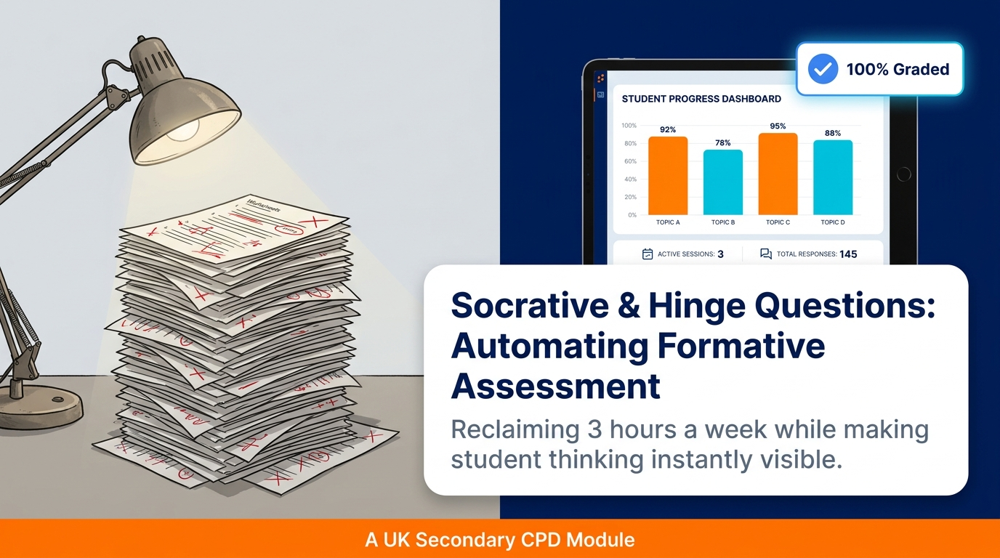 100% Graded
STUDENT PROGRESS DASHBOARD
100%
80%
60%
40%
20%
0%
92%
78%
95%
88%
TOPIC A
TOPIC B
TOPIC C
TOPIC D
ACTIVE SESSIONS: 3
TOTAL RESPONSES: 145
Socrative & Hinge Questions:
Automating Formative
Assessment
Reclaiming 3 hours a week while making
student thinking instantly visible.
A UK Secondary CPD Module